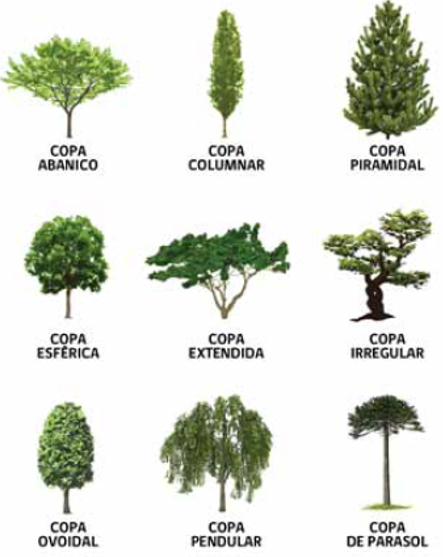 COPA
ABANICO
COPA
COLUMNAR
COPA
PIRAMIDAL
COPA
ESFÉRICA
COPA
EXTENDIDA
COPA
IRREGULAR
COPA
OVOIDAL
COPA
PENDULAR
COPA
DE PARASOL